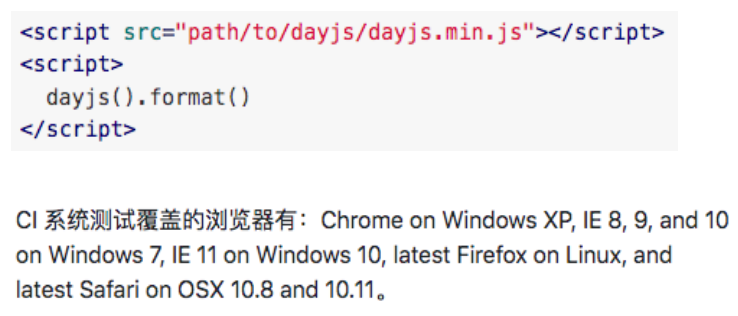 <script src="path/to/dayjs/dayjs.min.js"></script>
<script>
  dayjs().format()
</script>
CI 系统测试覆盖的浏览器有：Chrome on Windows XP, IE 8, 9, and 10
on Windows 7, IE 11 on Windows 10, latest Firefox on Linux, and
latest Safari on OSX 10.8 and 10.11。